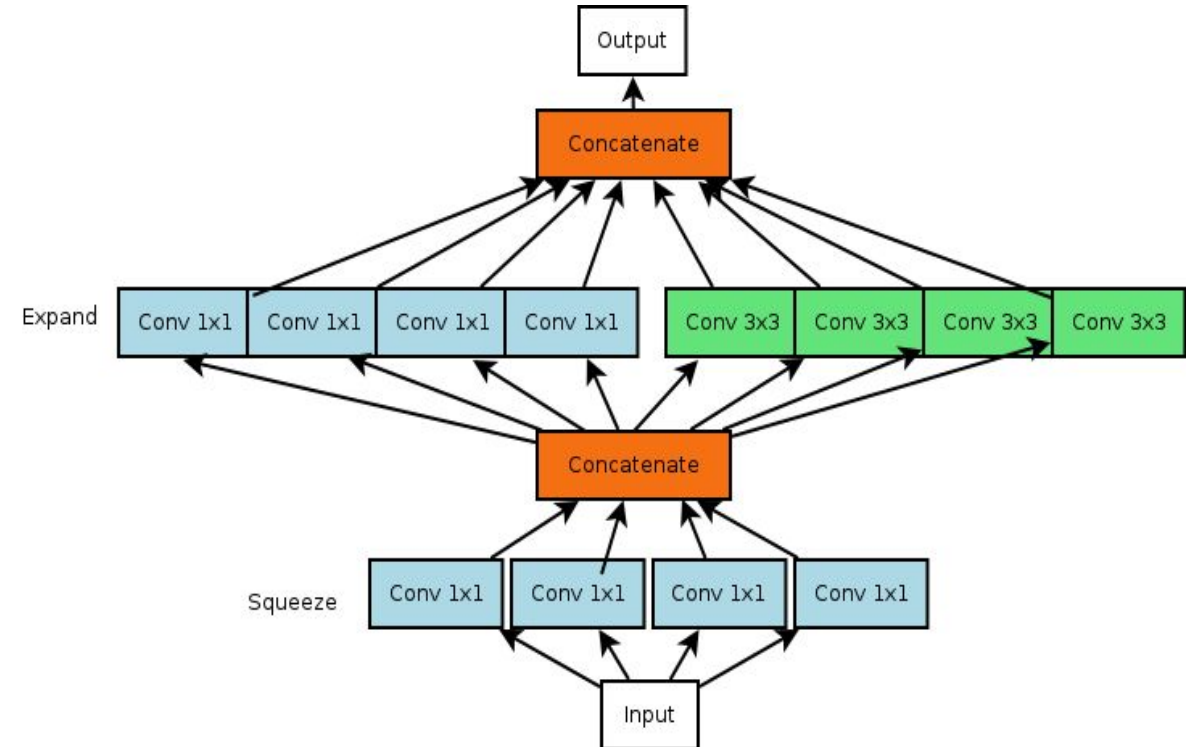 Output
Concatenate
Expand Conv 1x1 Conv 1x1 Conv 1x1 Conv 1x1 Conv 3x3 Conv 3x3 Conv 3x3 Conv 3x3
Concatenate
Squeeze Conv 1x1 Conv 1x1 Conv 1x1 Conv 1x1
Input